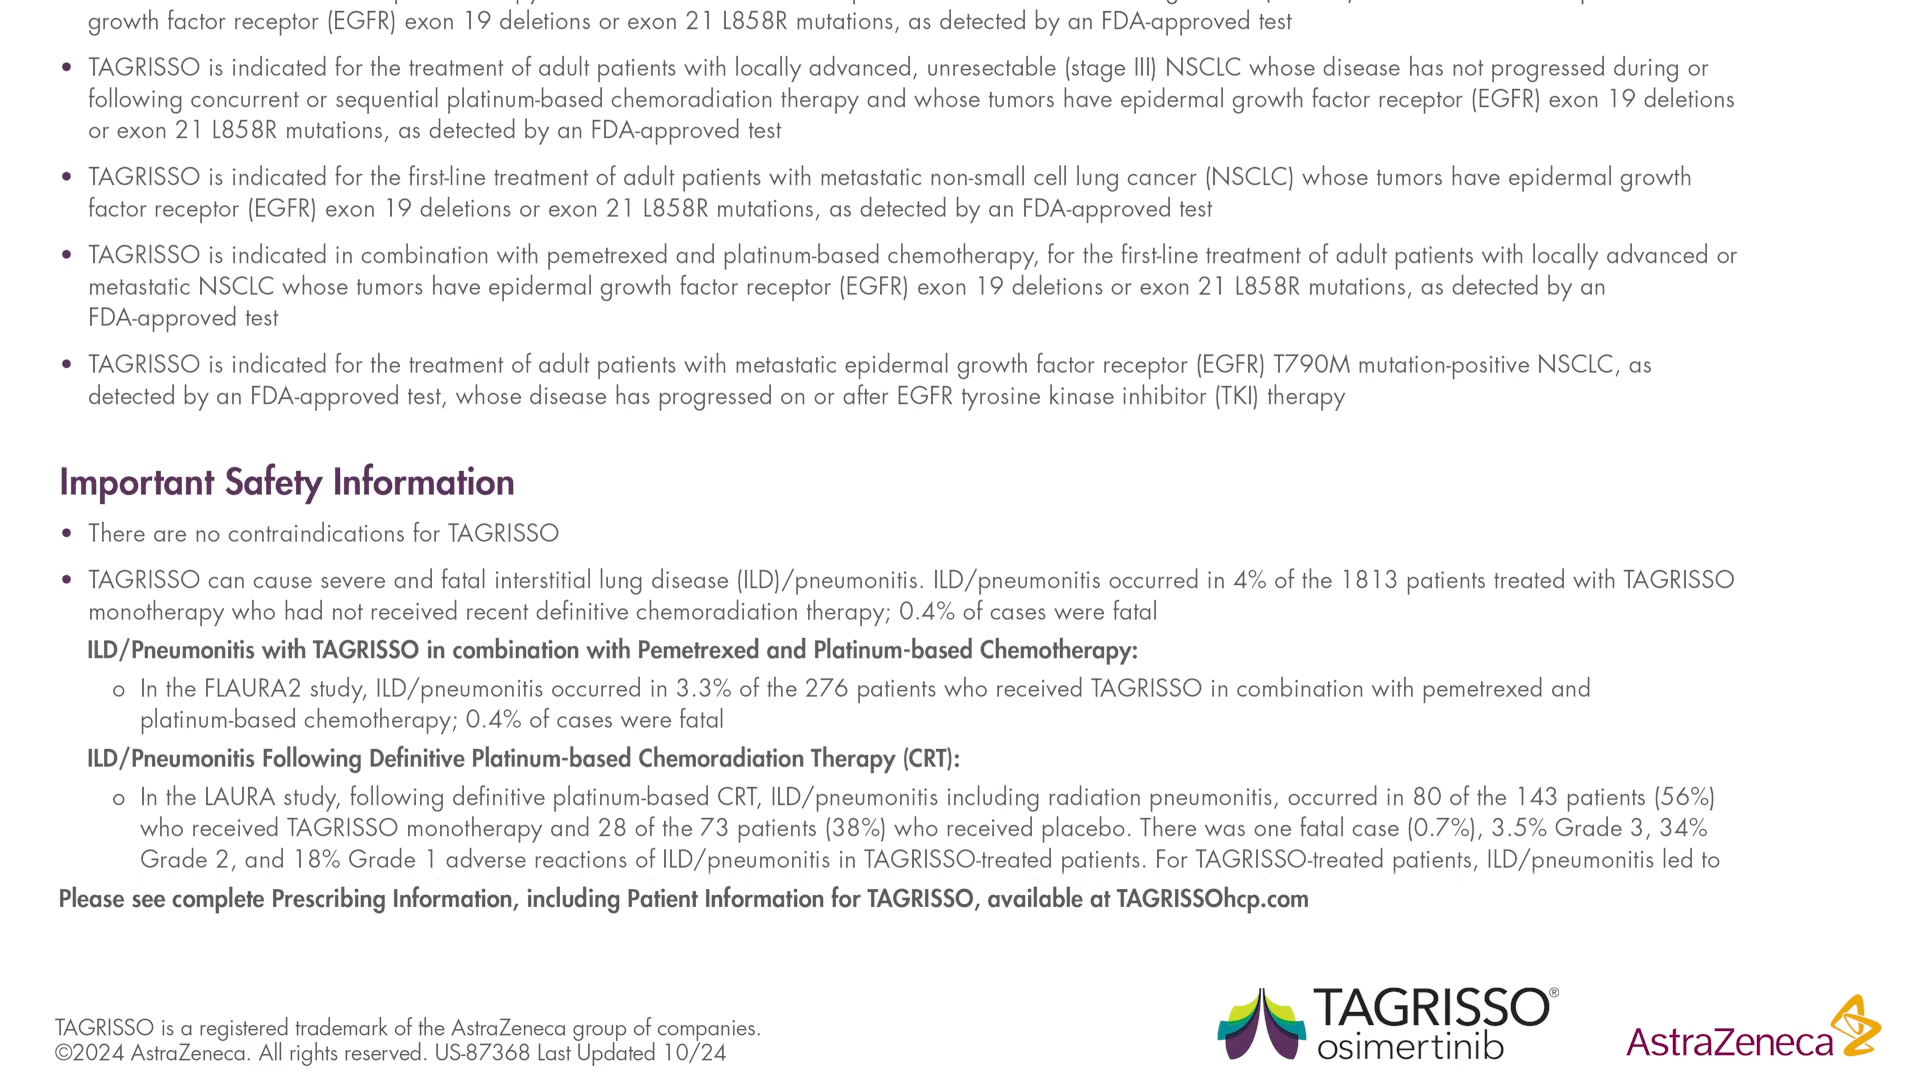 growth factor receptor (EGFR) exon 19 deletions or exon 21 L858R mutations, as detected by an FDA-approved test
• TAGRISSO is indicated for the treatment of adult patients with locally advanced, unresectable (stage III) NSCLC whose disease has not progressed during or
following concurrent or sequential platinum-based chemoradiation therapy and whose tumors have epidermal growth factor receptor (EGFR) exon 19 deletions
or exon 21 L858R mutations, as detected by an FDA-approved test
• TAGRISSO is indicated for the first-line treatment of adult patients with metastatic non-small cell lung cancer (NSCLC) whose tumors have epidermal growth
factor receptor (EGFR) exon 19 deletions or exon 21 L858R mutations, as detected by an FDA-approved test
• TAGRISSO is indicated in combination with pemetrexed and platinum-based chemotherapy, for the first-line treatment of adult patients with locally advanced or
metastatic NSCLC whose tumors have epidermal growth factor receptor (EGFR) exon 19 deletions or exon 21 L858R mutations, as detected by an
FDA-approved test
• TAGRISSO is indicated for the treatment of adult patients with metastatic epidermal growth factor receptor (EGFR) T790M mutation-positive NSCLC, as
detected by an FDA-approved test, whose disease has progressed on or after EGFR tyrosine kinase inhibitor (TKI) therapy
Important Safety Information
• There are no contraindications for TAGRISSO
• TAGRISSO can cause severe and fatal interstitial lung disease (ILD)/pneumonitis. ILD/pneumonitis occurred in 4% of the 1813 patients treated with TAGRISSO
monotherapy who had not received recent definitive chemoradiation therapy; 0.4% of cases were fatal
ILD/Pneumonitis with TAGRISSO in combination with Pemetrexed and Platinum-based Chemotherapy:
o In the FLAURA2 study, ILD/pneumonitis occurred in 3.3% of the 276 patients who received TAGRISSO in combination with pemetrexed and
platinum-based chemotherapy; 0.4% of cases were fatal
ILD/Pneumonitis Following Definitive Platinum-based Chemoradiation Therapy (CRT):
o In the LAURA study, following definitive platinum-based CRT, ILD/pneumonitis including radiation pneumonitis, occurred in 80 of the 143 patients (56%)
who received TAGRISSO monotherapy and 28 of the 73 patients (38%) who received placebo. There was one fatal case (0.7%), 3.5% Grade 3, 34%
Grade 2, and 18% Grade 1 adverse reactions of ILD/pneumonitis in TAGRISSO-treated patients. For TAGRISSO-treated patients, ILD/pneumonitis led to
Please see complete Prescribing Information, including Patient Information for TAGRISSO, available at TAGRISSOhcp.com
TAGRISSO is a registered trademark of the AstraZeneca group of companies.
©2024 AstraZeneca. All rights reserved. US-87368 Last Updated 10/24
TAGRISSO®
osimertinib
AstraZeneca